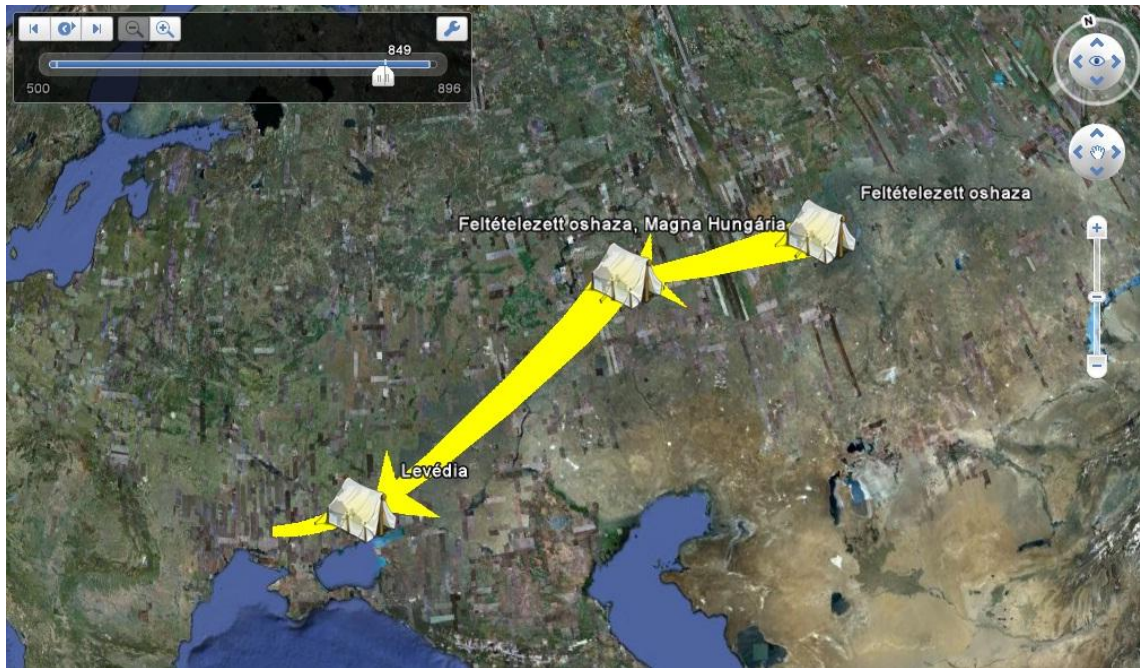 849
500
896
N
Feltételezett oshaza
Feltételezett oshaza, Magna Hungária
Levédia